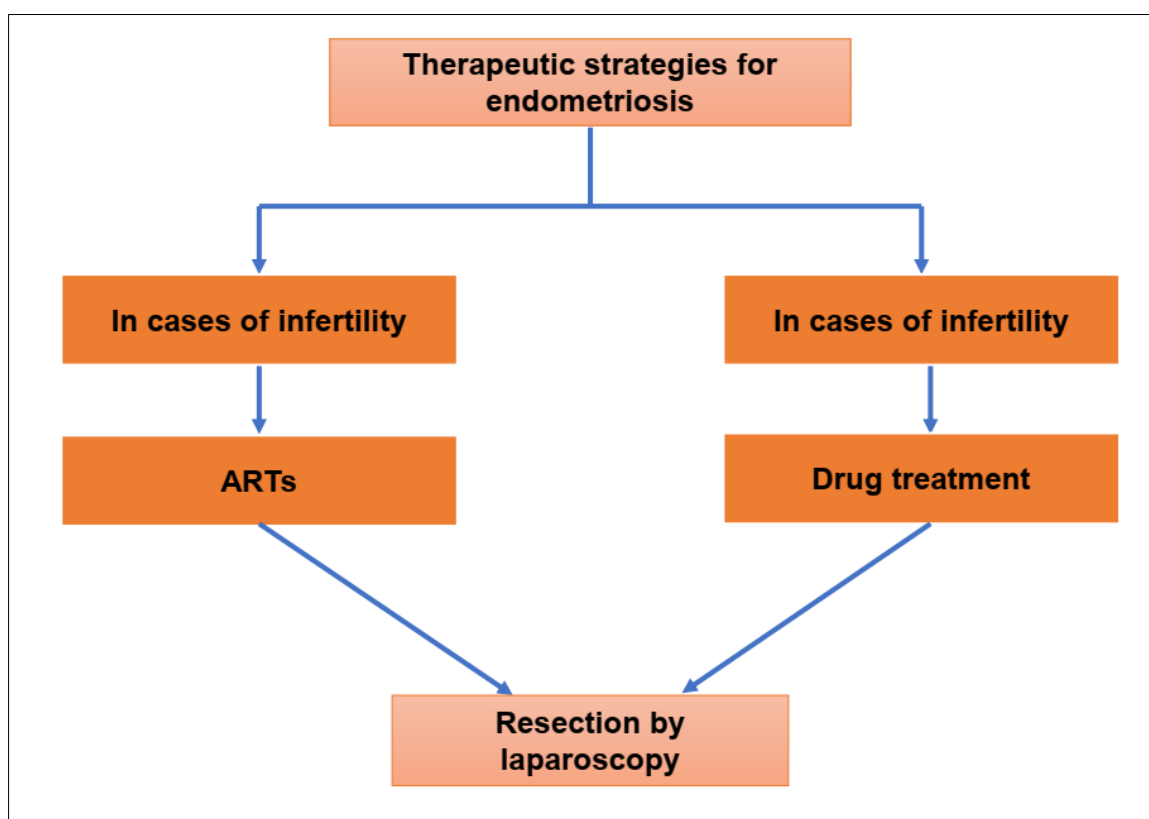 Therapeutic strategies for
endometriosis
In cases of infertility
In cases of infertility
ARTs
Drug treatment
Resection by
laparoscopy